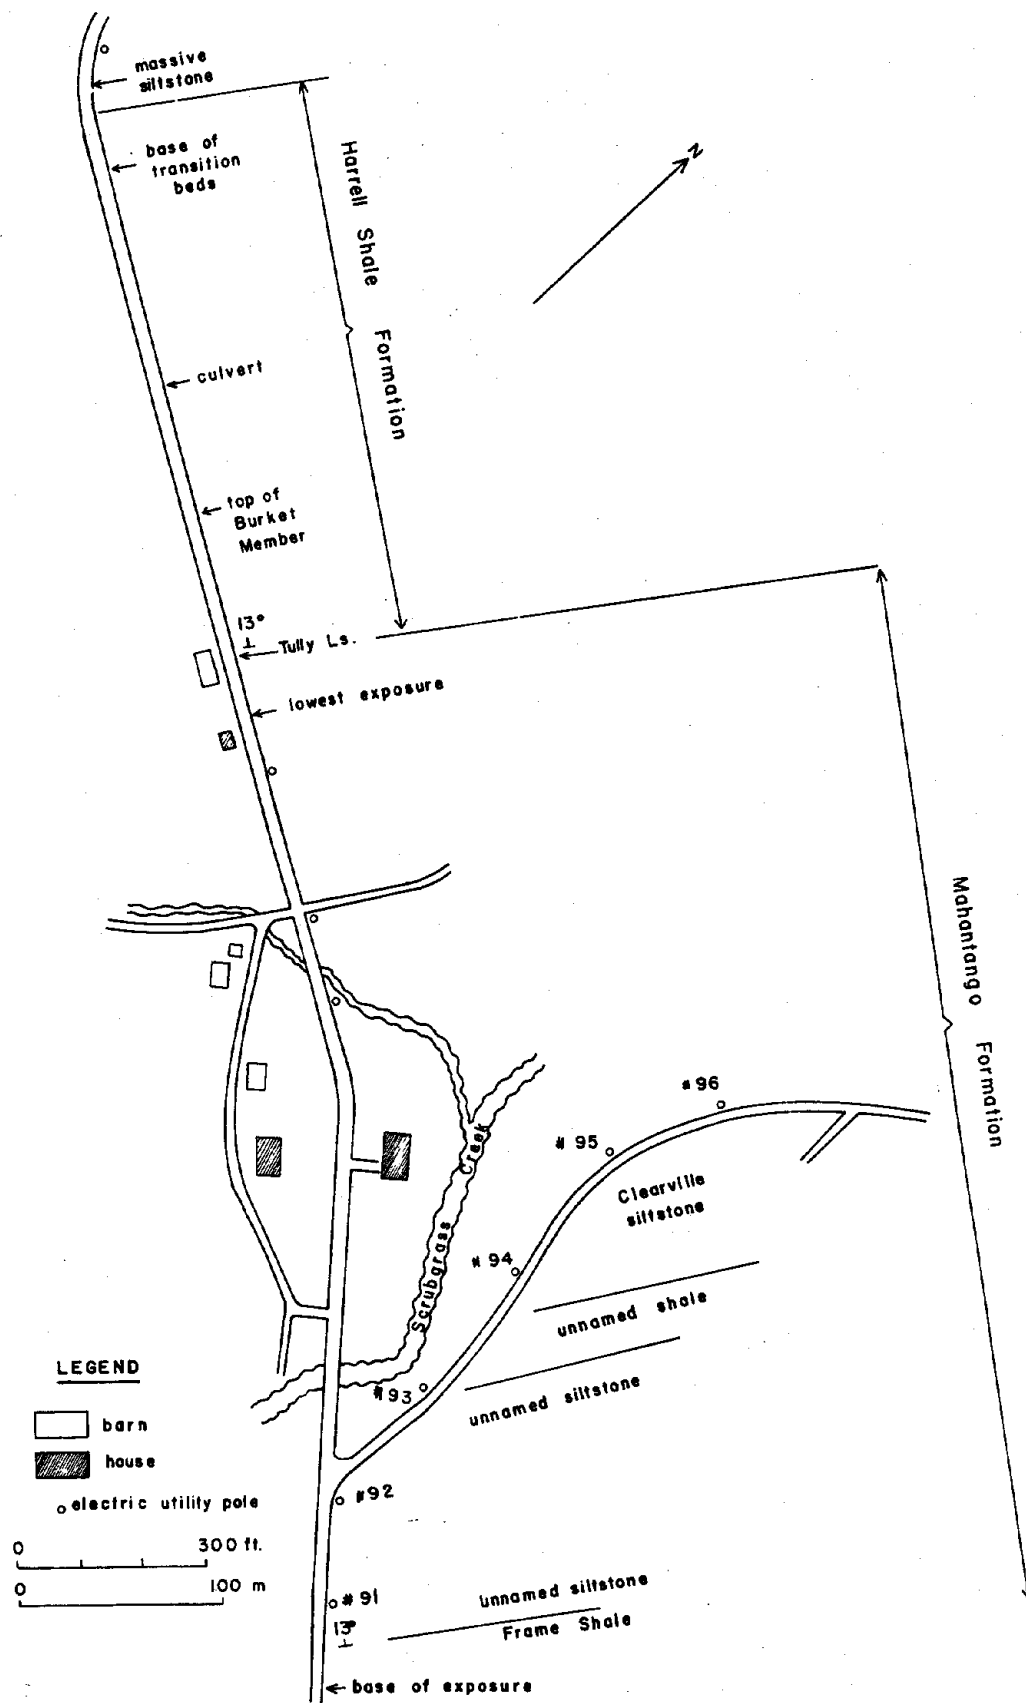 massive
siltstone
base of
transition
beds
Harrell Shale Formation
N
culvert
top of
Burket
Member
13°
Tully Ls.
lowest exposure
Mahantango Formation
#96
#95
Clearville
siltstone
Scrubgrass Creek
#94
unnamed shale
#93
unnamed siltstone
LEGEND
barn
house
electric utility pole
0 300 ft.
0 100 m
#92
#91
unnamed siltstone
13°
Frame Shale
base of exposure